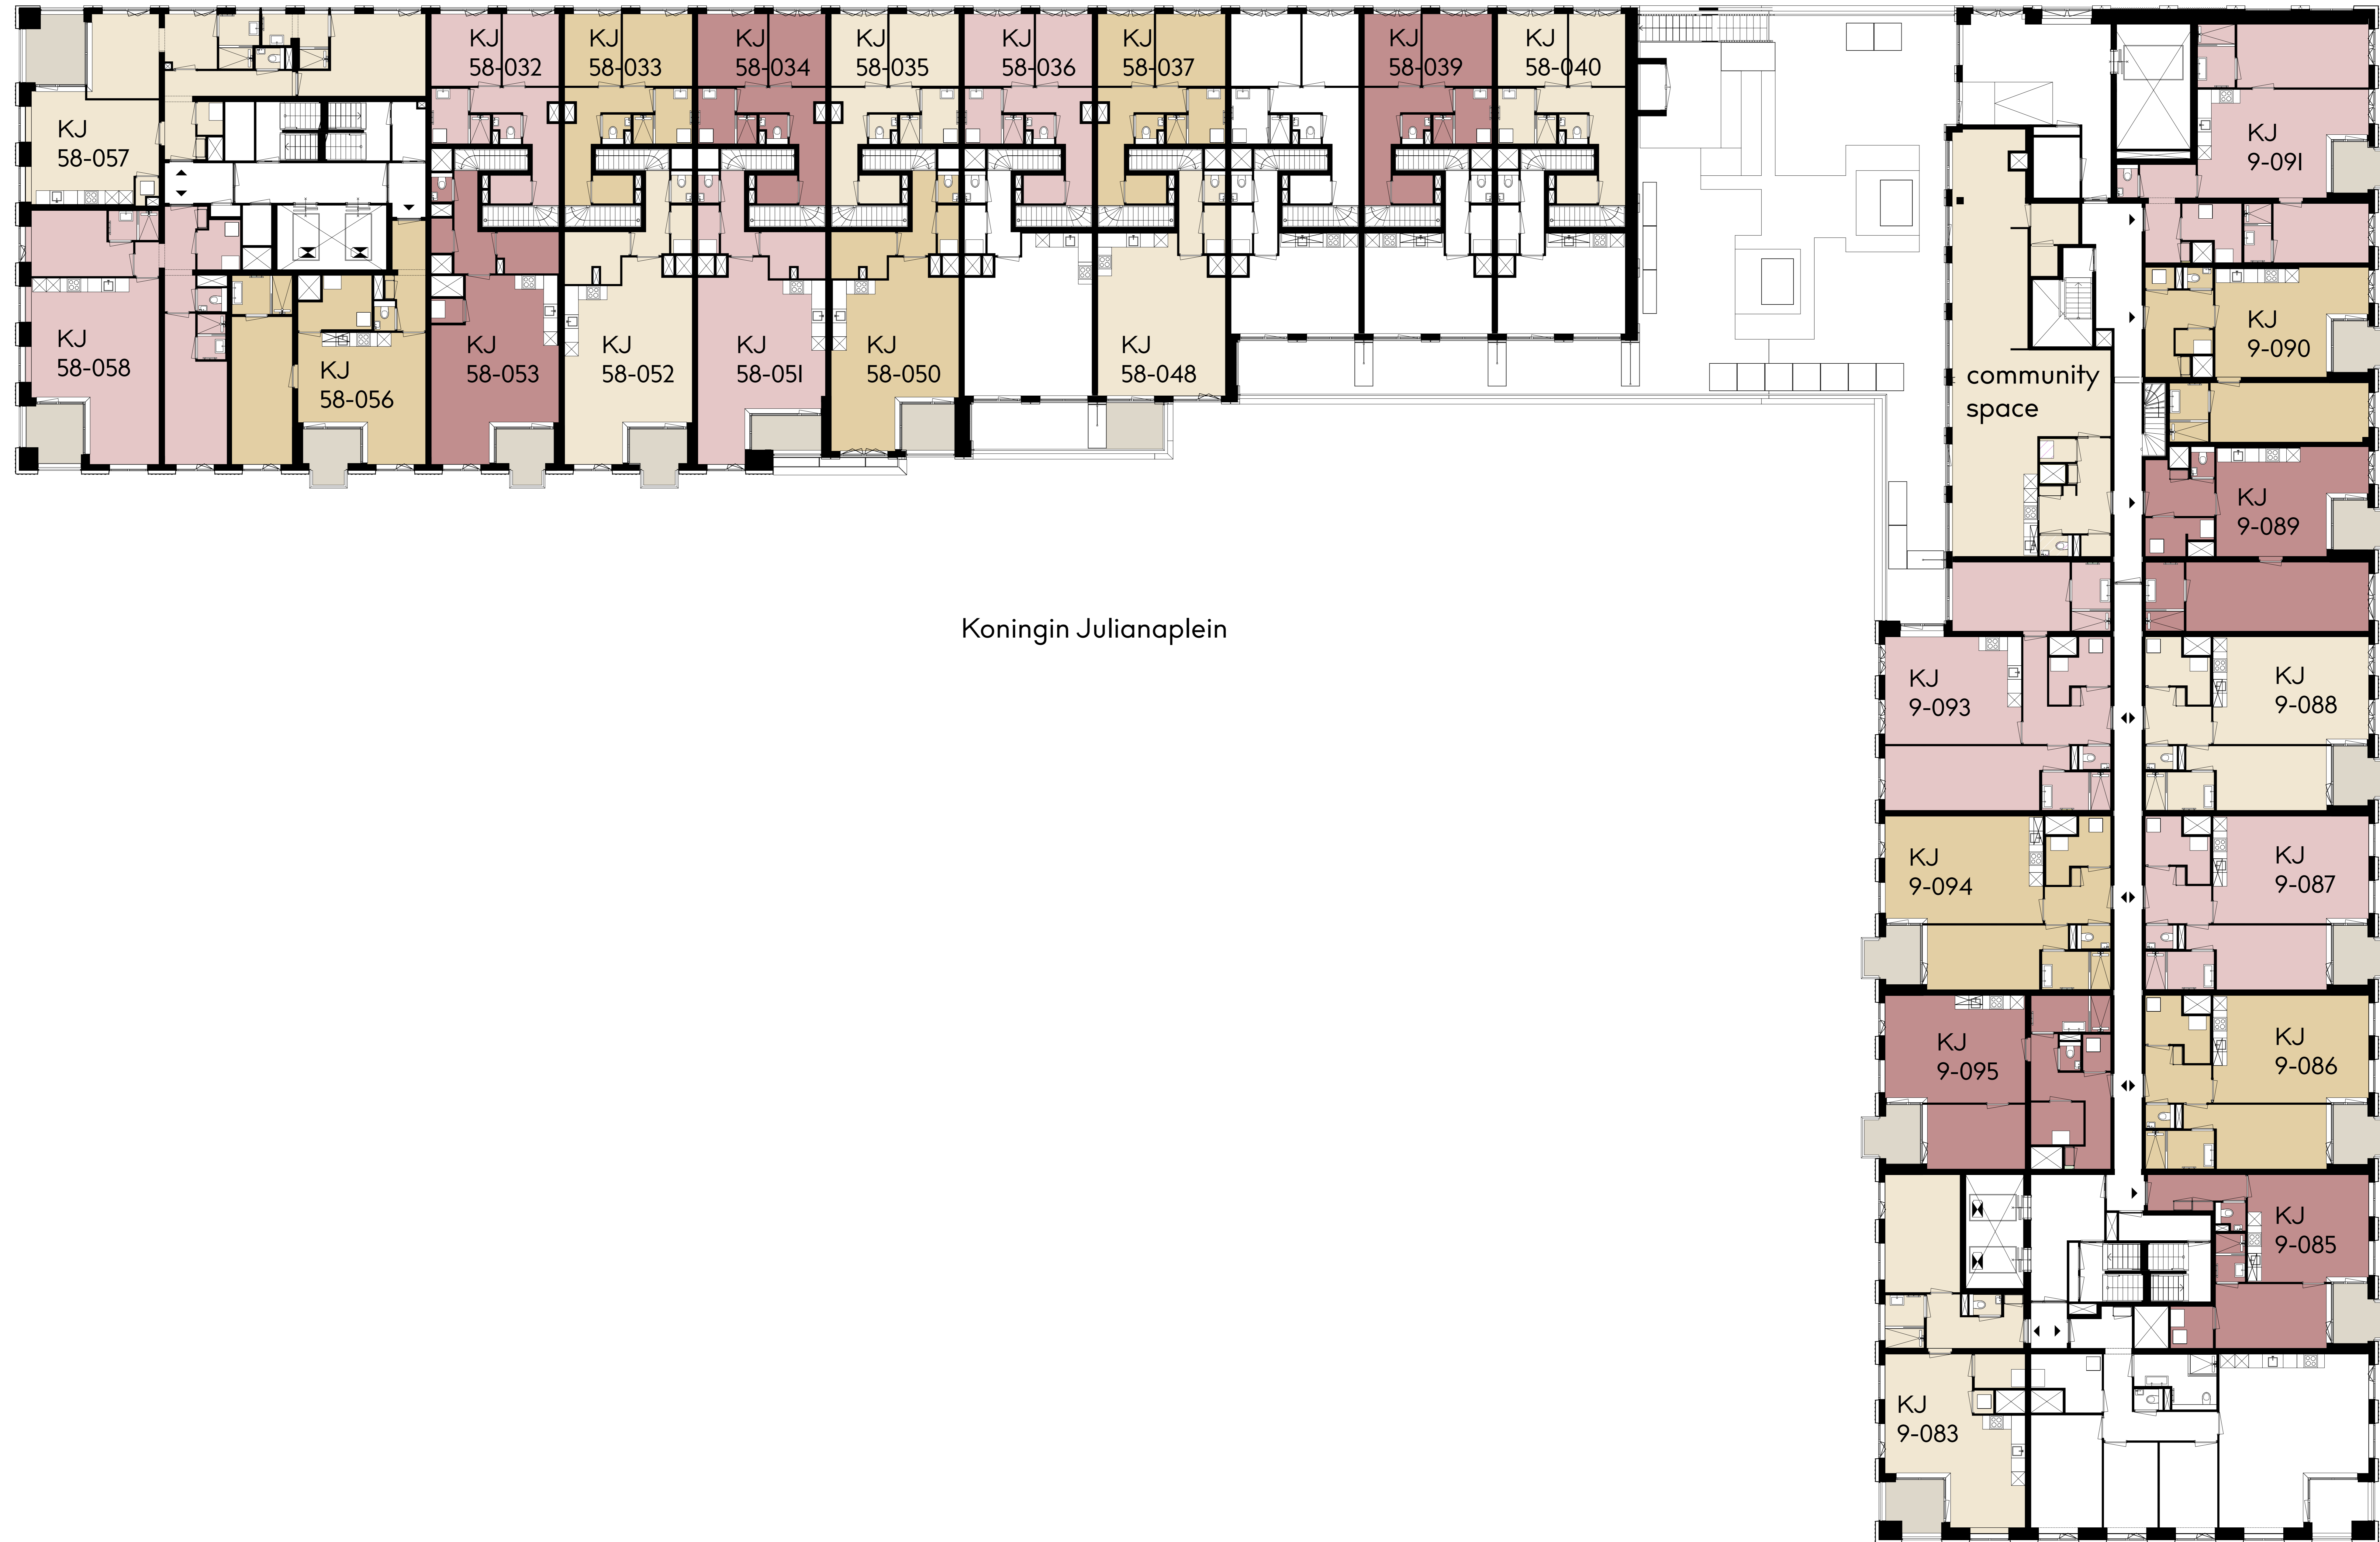 KJ
58-032
KJ
58-033
KJ
58-034
KJ
58-035
KJ
58-036
KJ
58-037
KJ
58-039
KJ
58-040
KJ
58-057
KJ
58-058
KJ
58-056
KJ
58-053
KJ
58-052
KJ
58-051
KJ
58-050
KJ
58-048
KJ
9-091
KJ
9-090
community
space
KJ
9-089
Koningin Julianaplein
KJ
9-093
KJ
9-088
KJ
9-094
KJ
9-087
KJ
9-095
KJ
9-086
KJ
9-085
KJ
9-083